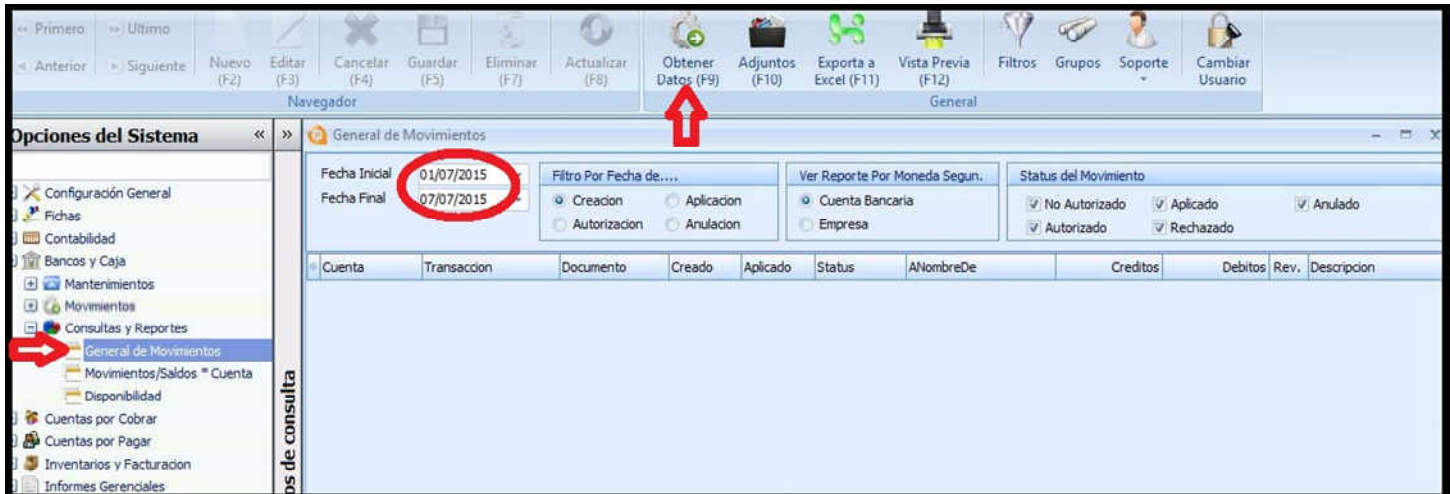 Primero Ultimo
Anterior Siguiente
Nuevo (F2)
Editar (F3)
Cancelar (F4)
Guardar (F5)
Eliminar (F7)
Actualizar (F8)
Navegador
Obtener Datos (F9)
Adjuntos (F10)
Exporta a Excel (F11)
Vista Previa (F12)
Filtros
Grupos
Soporte
Cambiar Usuario
General
Opciones del Sistema « »
General de Movimientos
Configuración General
Fichas
Contabilidad
Bancos y Caja
Mantenimientos
Movimientos
Consultas y Reportes
General de Movimientos
Movimientos/Saldos * Cuenta
Disponibilidad
Cuentas por Cobrar
Cuentas por Pagar
Inventarios y Facturacion
Informes Gerenciales
os de consulta
Fecha Inicial 01/07/2015
Fecha Final 07/07/2015
Filtro Por Fecha de....
Creacion Aplicacion
Autorizacion Anulacion
Ver Reporte Por Moneda Segun.
Cuenta Bancaria
Empresa
Status del Movimiento
No Autorizado Aplicado Anulado
Autorizado Rechazado
Cuenta Transaccion Documento Creado Aplicado Status ANombreDe Creditos Debitos Rev. Descripcion